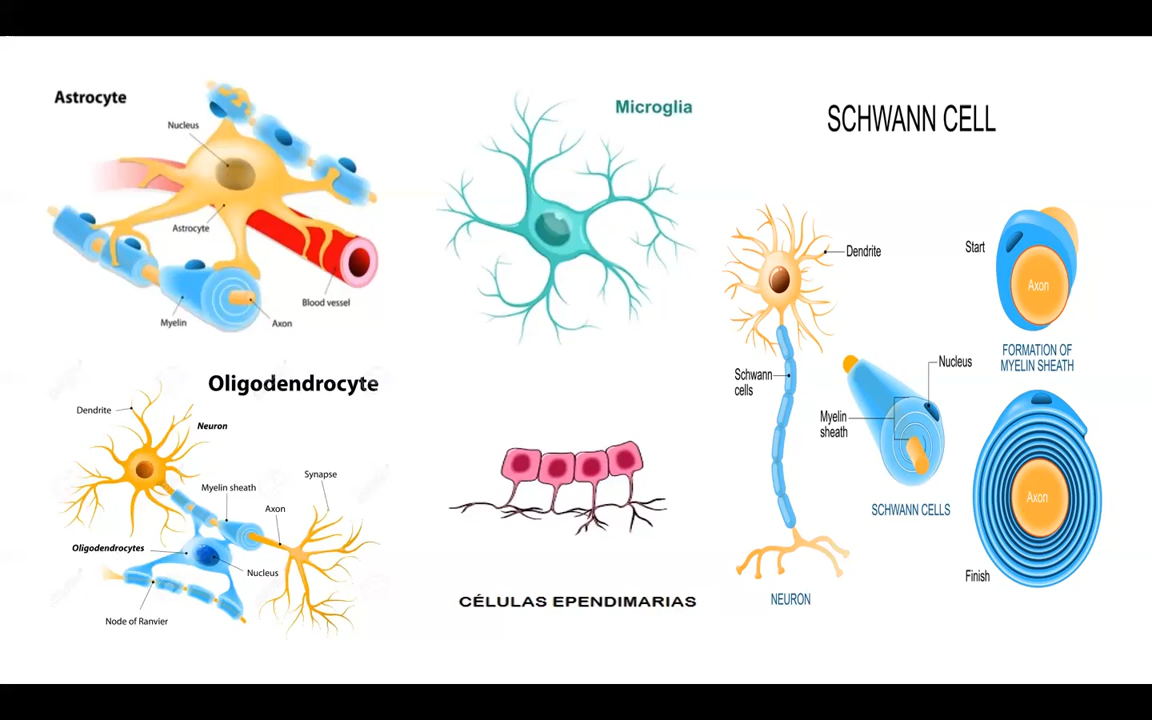 Astrocyte
Nucleus
Astrocyte
Blood vessel
Myelin
Axon
Microglia
SCHWANN CELL
Dendrite
Schwann
cells
NEURON
Myelin
sheath
Nucleus
SCHWANN CELLS
Start
Axon
FORMATION OF
MYELIN SHEATH
Axon
Finish
Oligodendrocyte
Dendrite
Neuron
Synapse
Myelin sheath
Axon
Oligodendrocytes
Nucleus
Node of Ranvier
CÉLULAS EPENDIMARIAS